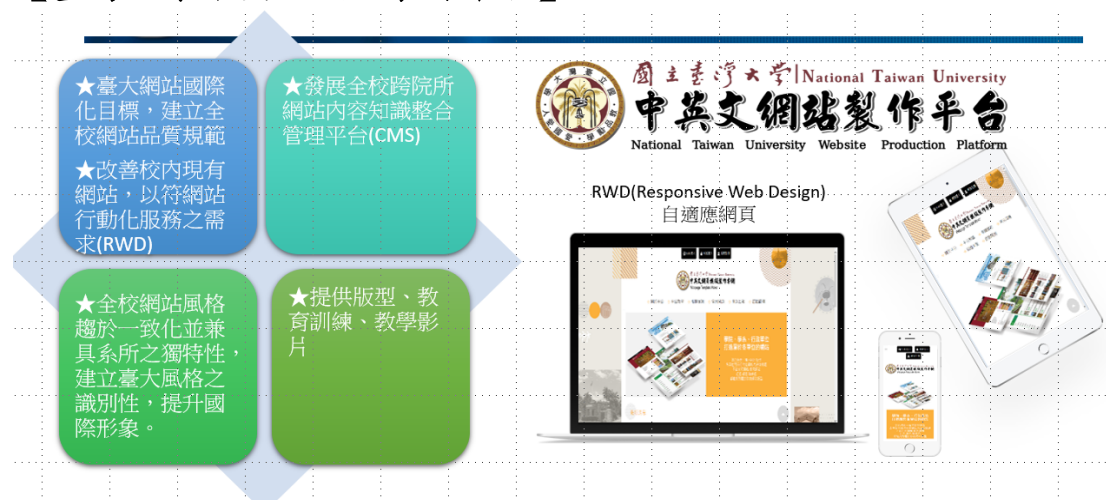 ★臺大網站國際
化目標，建立全
校網站品質規範
★改善校內現有
網站，以符網站
行動化服務之需
求(RWD)
★發展全校跨院所
網站內容知識整合
管理平台(CMS)
★全校網站風格
趨於一致化並兼
具系所之獨特性，
建立臺大風格之
識別性，提升國
際形象。
★提供版型、教
育訓練、教學影
片
國立臺灣大学 National Taiwan University
中英文網站製作平台
National Taiwan University Website Production Platform
RWD(Responsive Web Design)
自適應網頁